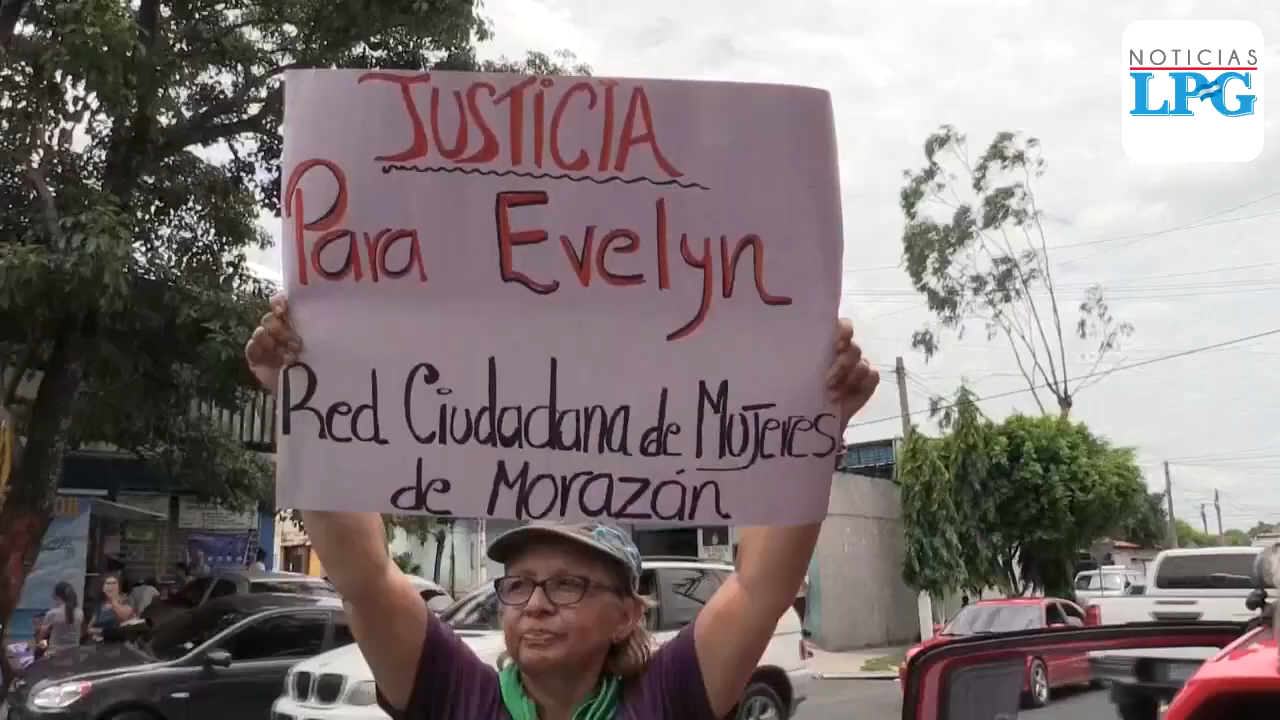 NOTICIAS
LPG
JUSTICIA
Para Evelyn
Red Ciudadana de Mujeres
de Morazán